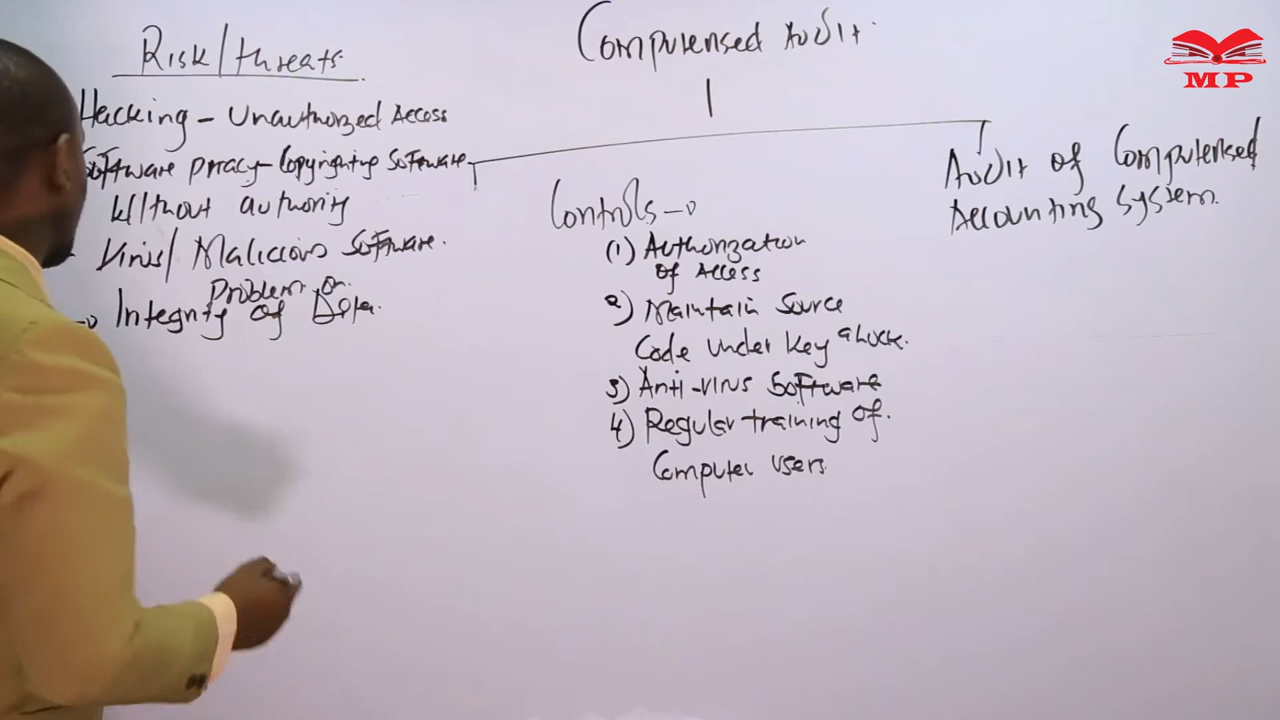 Computerised Audit.
MP
Risk/threats
Hacking - Unauthorized Access
Software piracy - Copyrighting Software
Without authority
Virus/Malicious Software.
Problem on
Integrity of Data.
Controls
(1) Authorization
of Access
2) Maintain Source
Code under key & Lock.
3) Anti-virus Software
4) Regular training of
Computer users
Audit of Computerised
Accounting System.